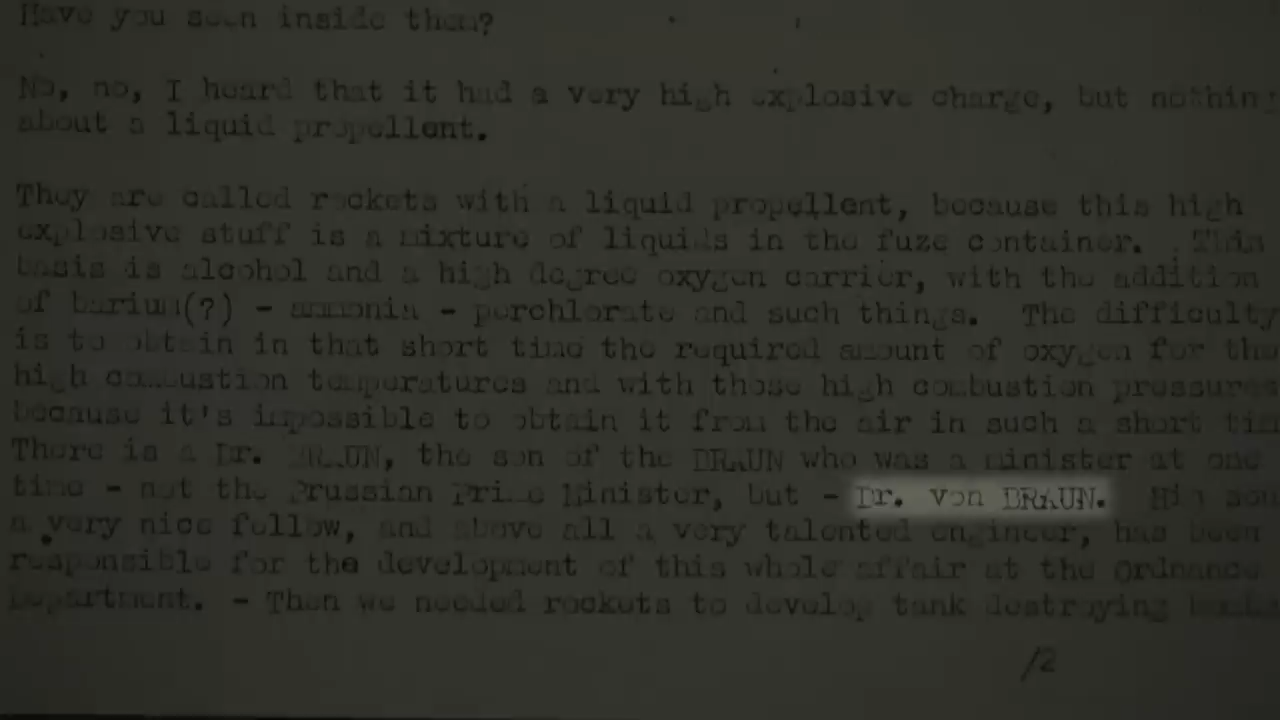 Have you seen inside them?
No, no, I heard that it had a very high explosive charge, but nothing
about a liquid propellent.
They are called rockets with a liquid propellent, because this high
explosive stuff is a mixture of liquids in the fuze container. This
basis is alcohol and a high degree oxygen carrier, with the addition
of barium(?) - ammonia - perchlorate and such things. The difficulty
is to obtain in that short time the required amount of oxygen for the
high combustion temperatures and with those high combustion pressures
because it's impossible to obtain it from the air in such a short tim
There is a Dr. BRAUN, the son of the BRAUN who was a minister at one
time - not the Prussian Prime Minister, but - Dr. von BRAUN. His son
a very nice fellow, and above all a very talented engineer, has been
responsible for the development of this whole affair at the Ordnance
Department. - Then we needed rockets to develop tank destroying
/2